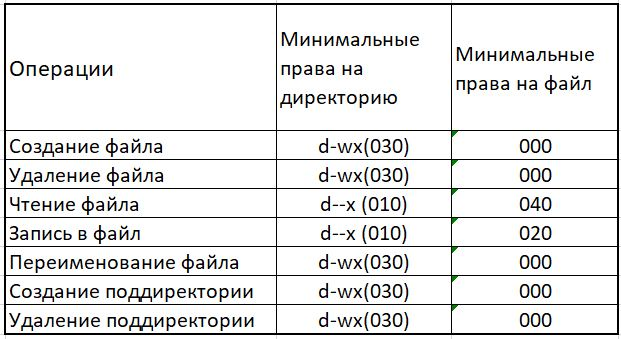 Операции
Минимальные
права на
директорию
Минимальные
права на файл
Создание файла d-wx(030) 000
Удаление файла d-wx(030) 000
Чтение файла d--x (010) 040
Запись в файл d--x (010) 020
Переименование файла d-wx(030) 000
Создание поддиректории d-wx(030) 000
Удаление поддиректории d-wx(030) 000